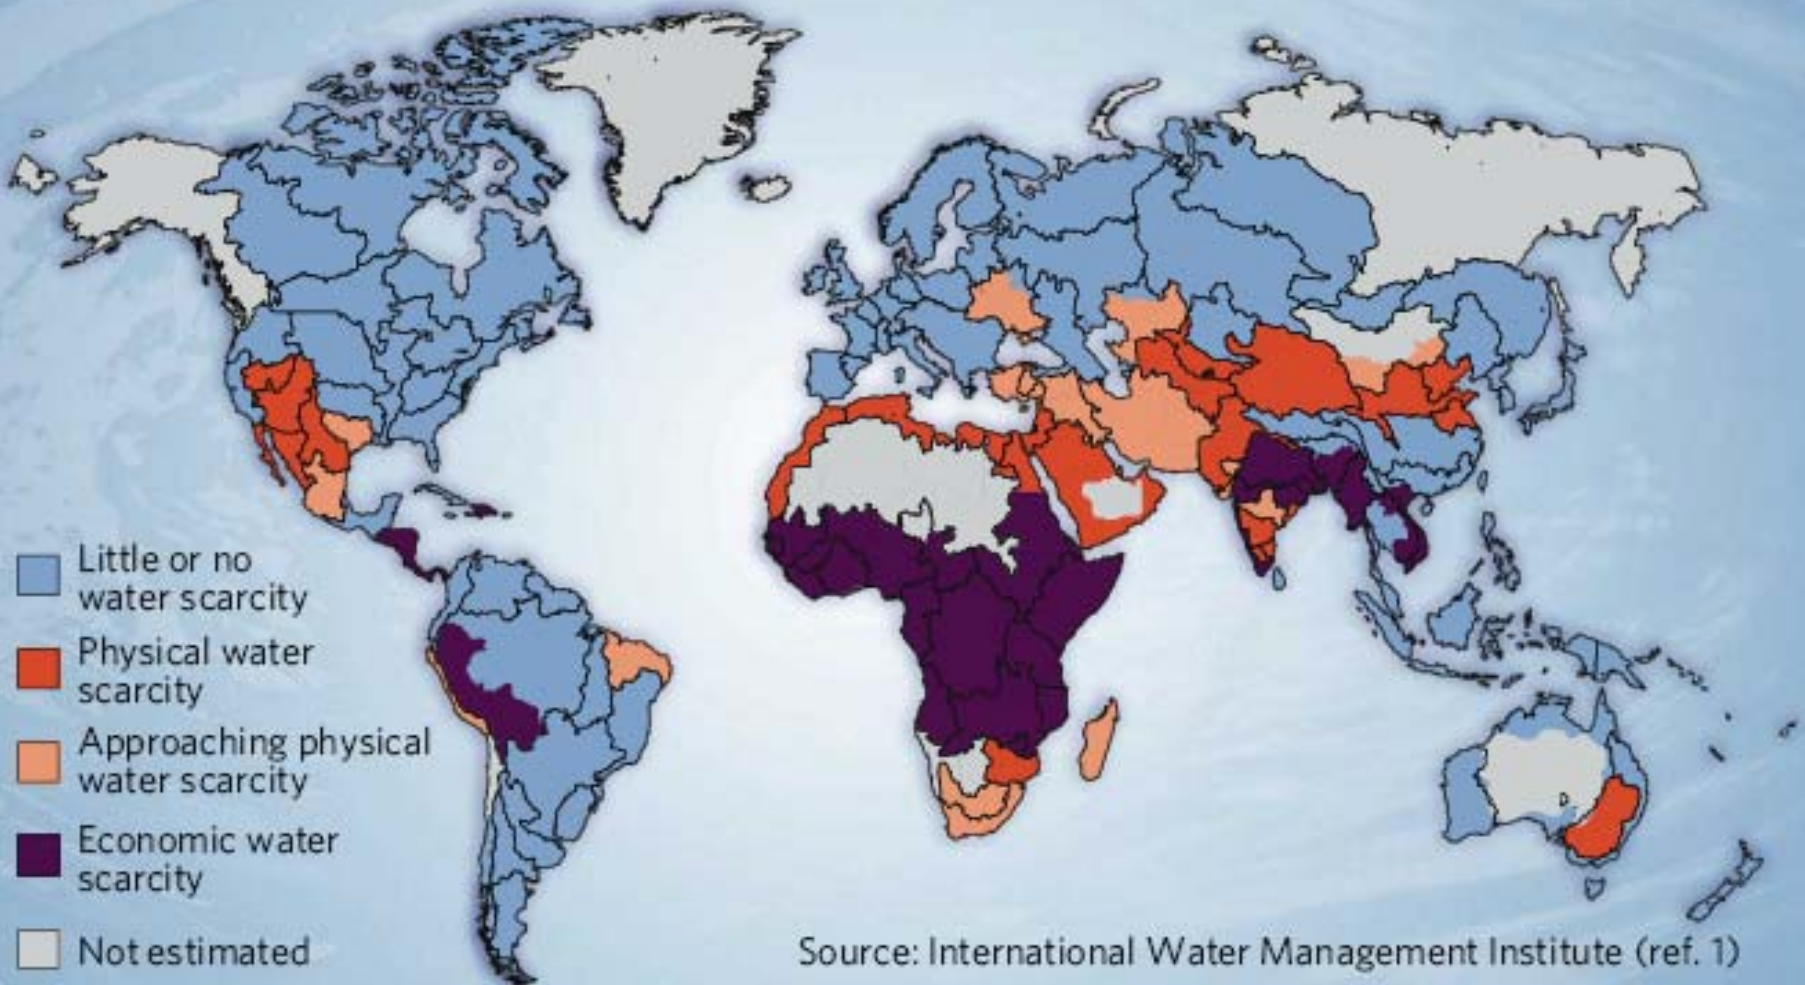 Little or no
water scarcity
Physical water
scarcity
Approaching physical
water scarcity
Economic water
scarcity
Not estimated
Source: International Water Management Institute (ref. 1)